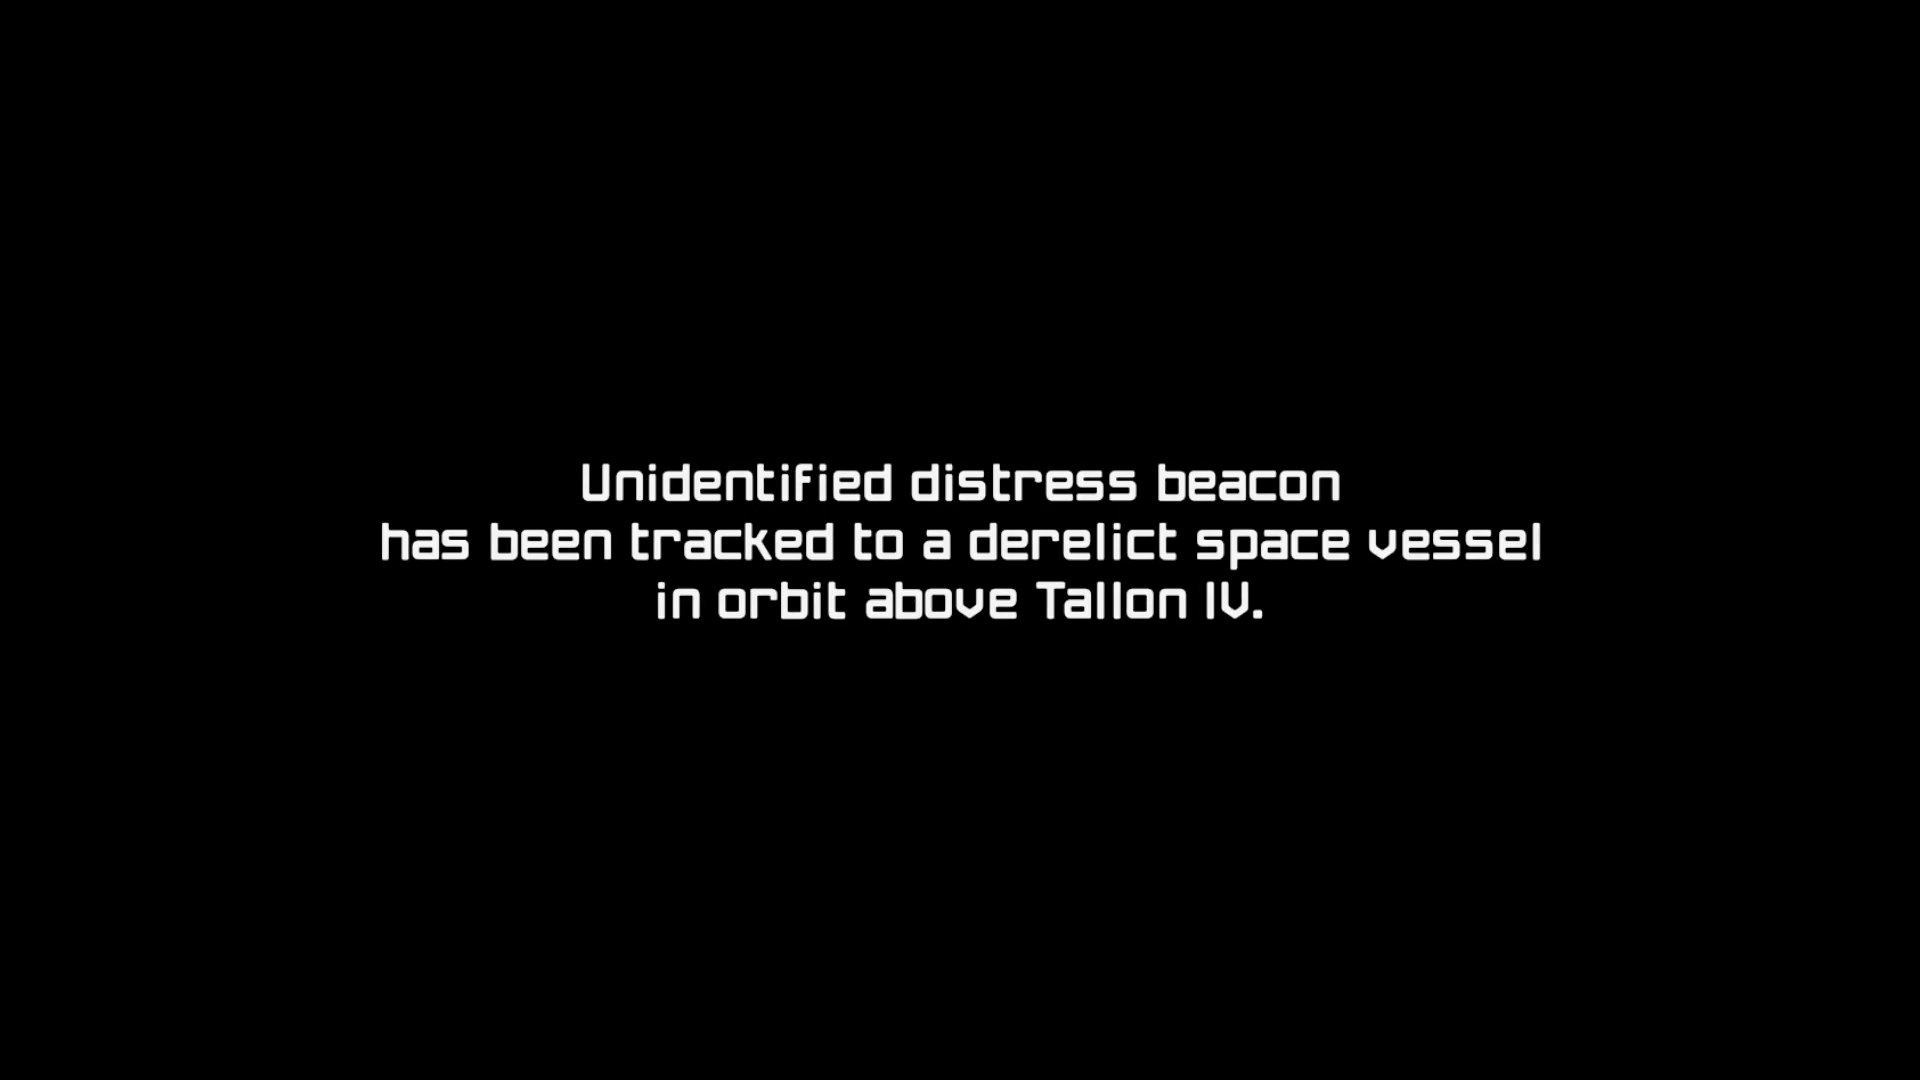 Unidentified distress beacon
has been tracked to a derelict space vessel
in orbit above Tallon IV.